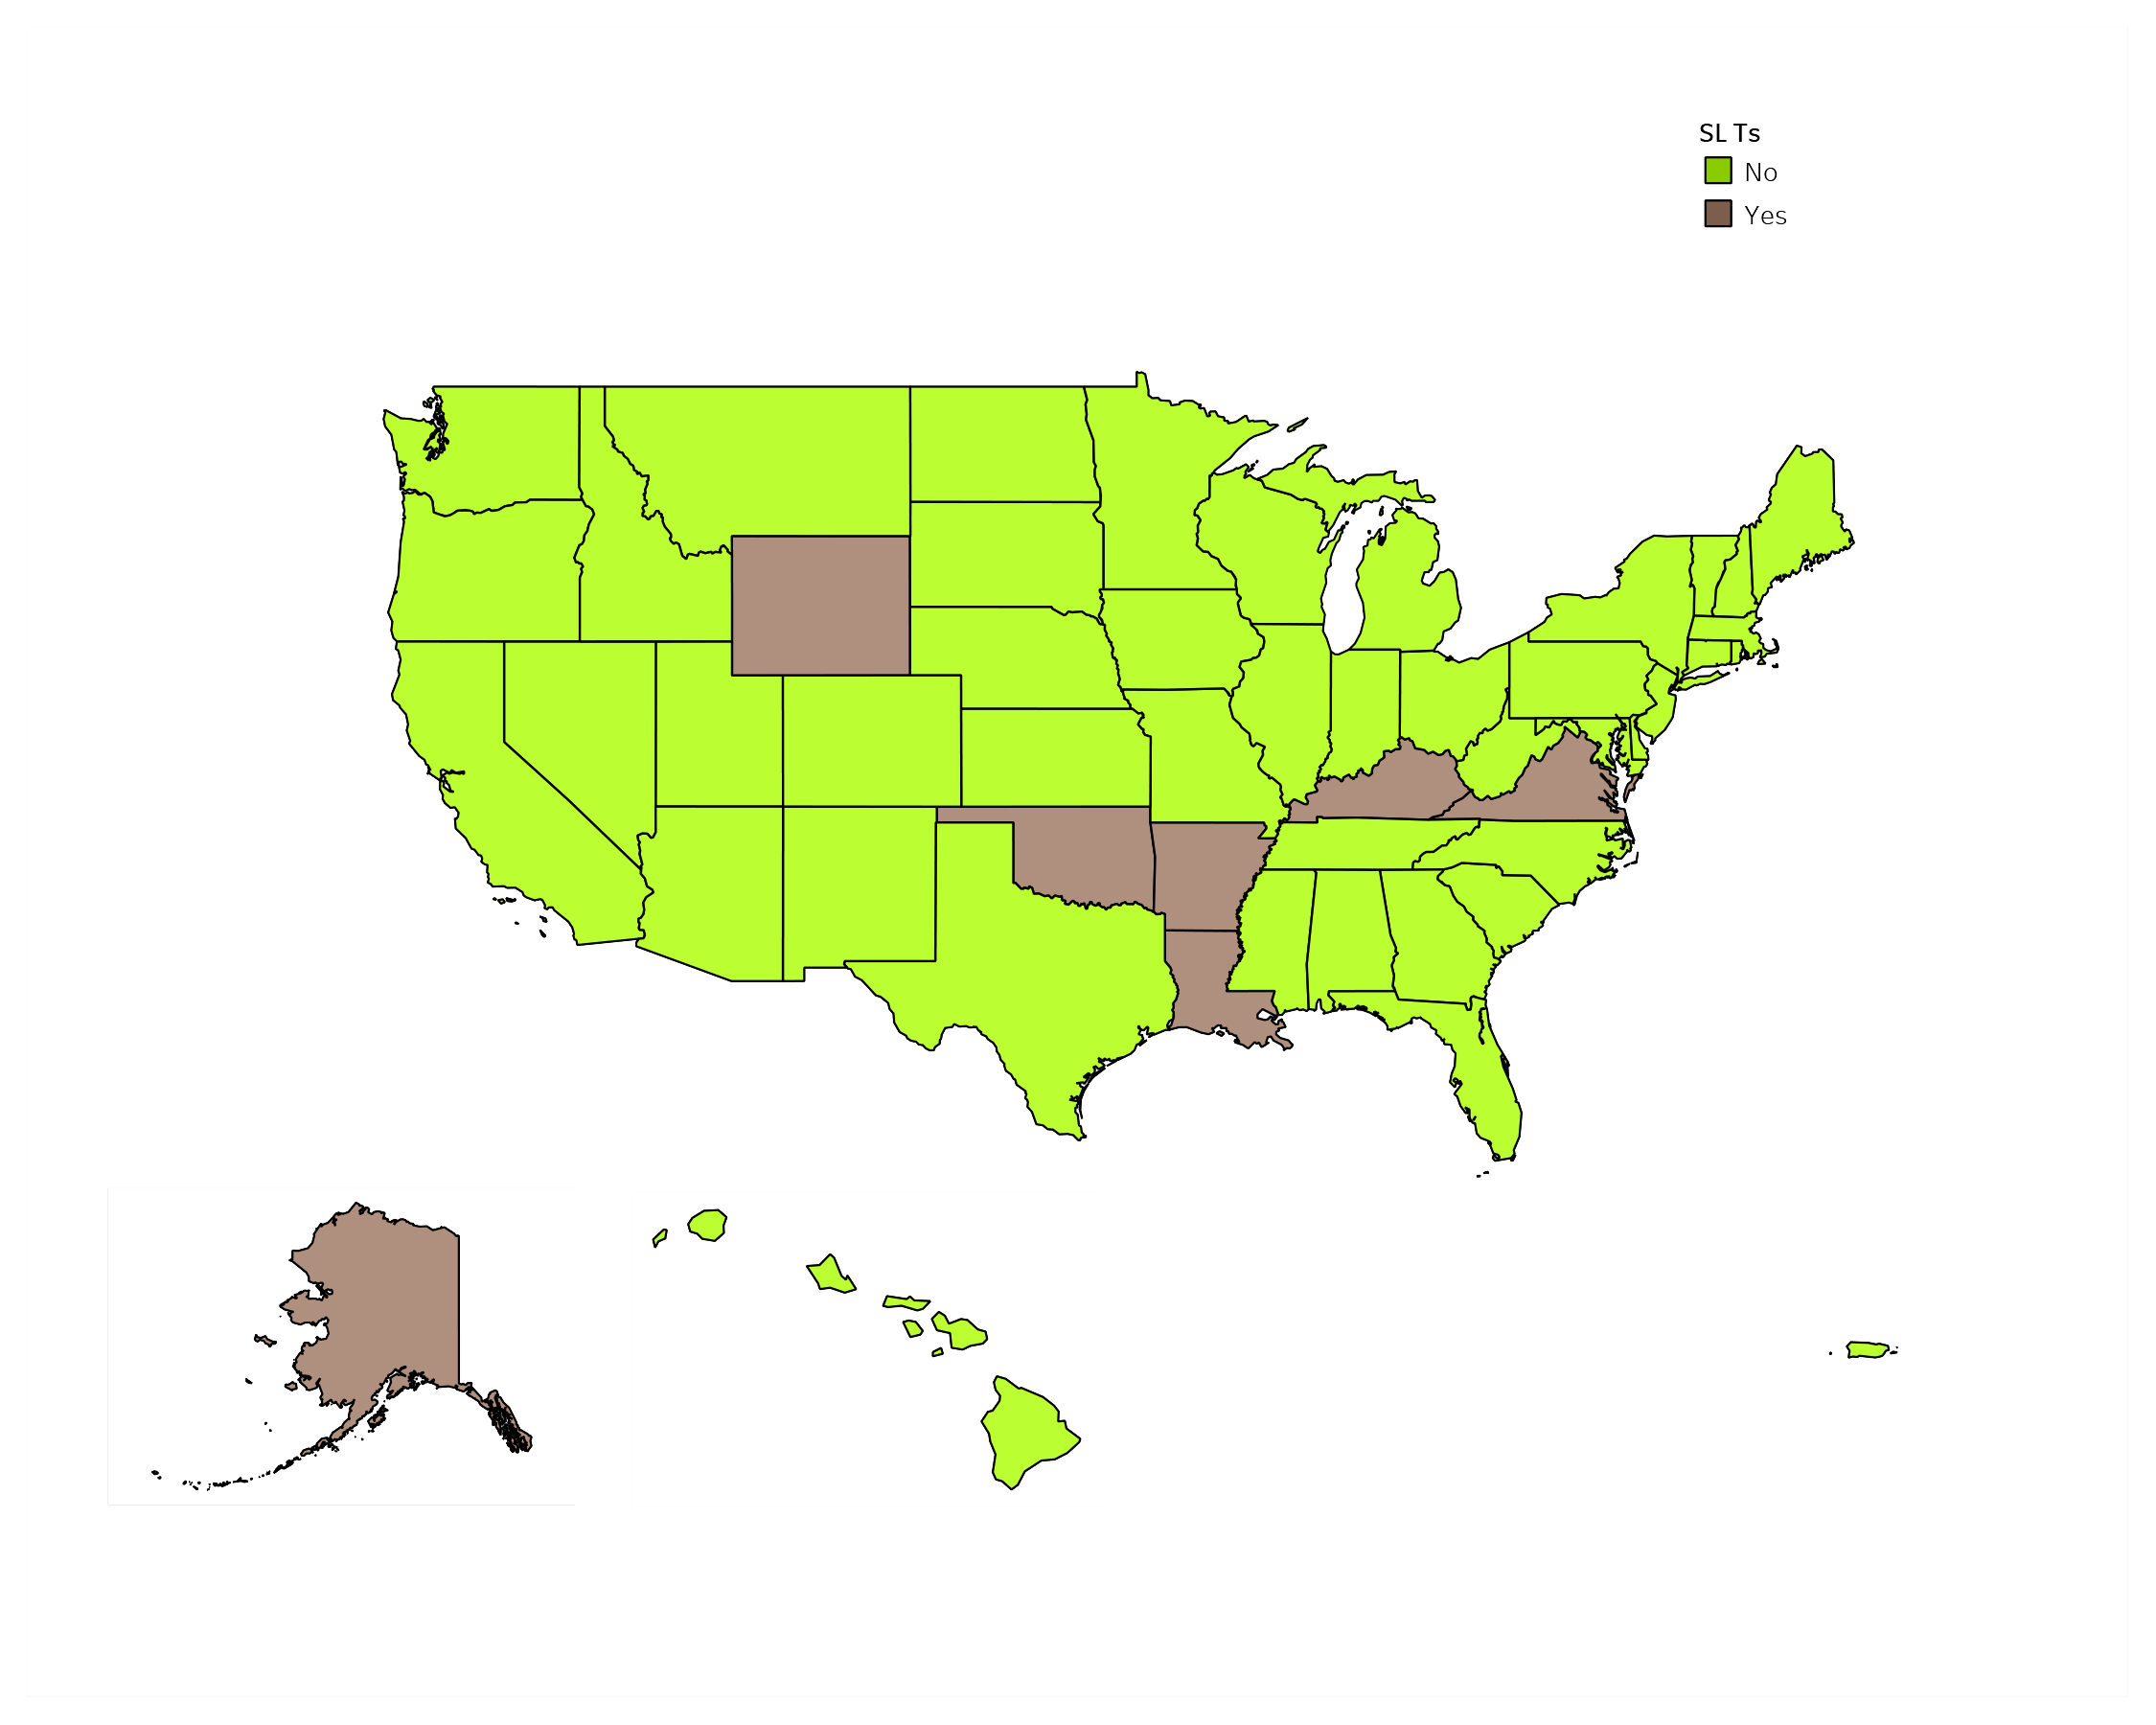 SL Ts
No
Yes